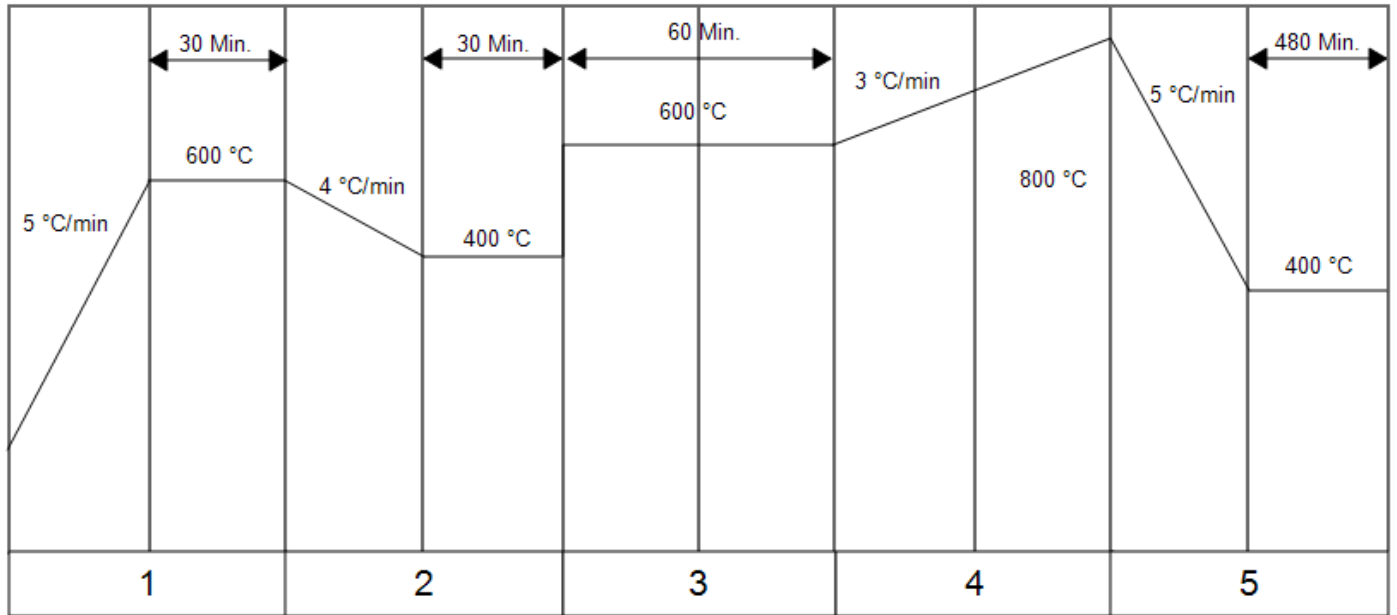 30 Min.
30 Min.
60 Min.
480 Min.
3 °C/min
5 °C/min
600 °C
600 °C
4 °C/min
800 °C
5 °C/min
400 °C
400 °C
1
2
3
4
5